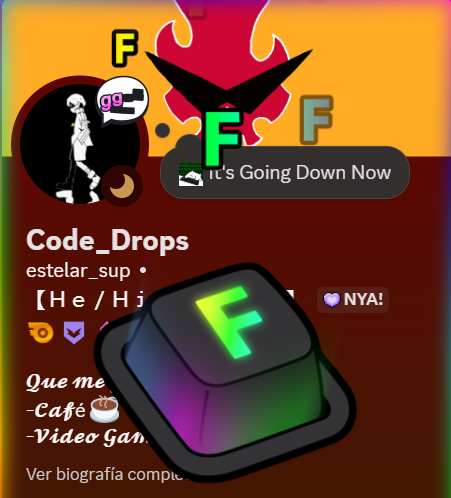 F
gg
F
F
It's Going Down Now
Code_Drops
estelar_sup •
【H e / H i
NYA!
F
Que me
-Café
-Video Gam
Ver biografía comple